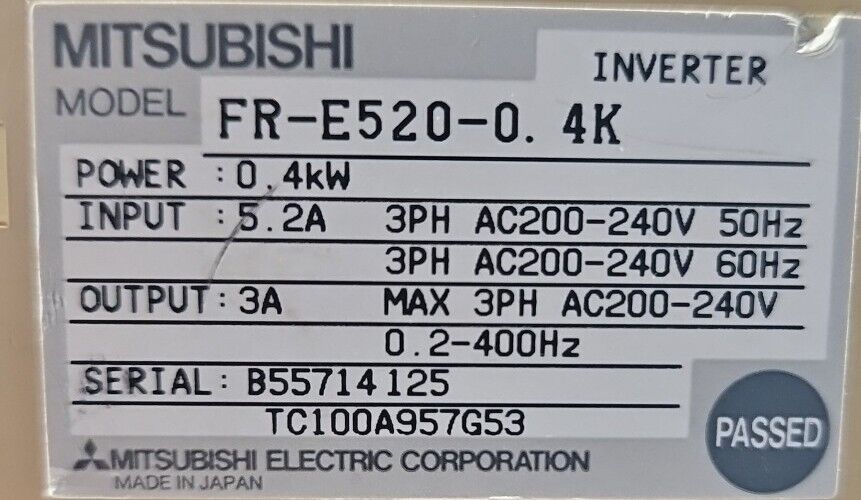 MITSUBISHI
INVERTER
MODEL FR-E520-0.4K
POWER :0.4kW
INPUT :5.2A 3PH AC200-240V 50Hz
3PH AC200-240V 60Hz
OUTPUT:3A MAX 3PH AC200-240V
0.2-400Hz
SERIAL: B55714125
TC100A957G53
PASSED
MITSUBISHI ELECTRIC CORPORATION
MADE IN JAPAN